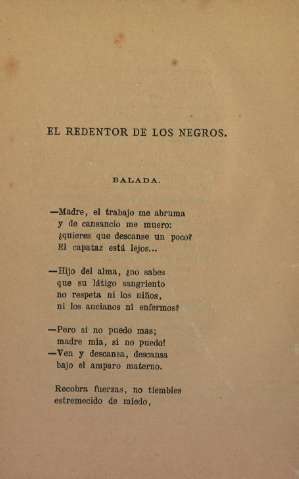 EL REDENTOR DE LOS NEGROS.
BALADA.
—Madre, el trabajo me abruma
y de cansancio me muero:
¿quieres que descanse un poco?
El capataz está lejos...
—Hijo del alma, ¿no sabes
que su látigo sangriento
no respeta ni los niños,
ni los ancianos ni enfermos?
—Pero si no puedo mas;
madre mia, si no puedo!
—Ven y descansa, descansa
bajo el amparo materno.
Recobra fuerzas, no tiembles
estremecido de miedo,